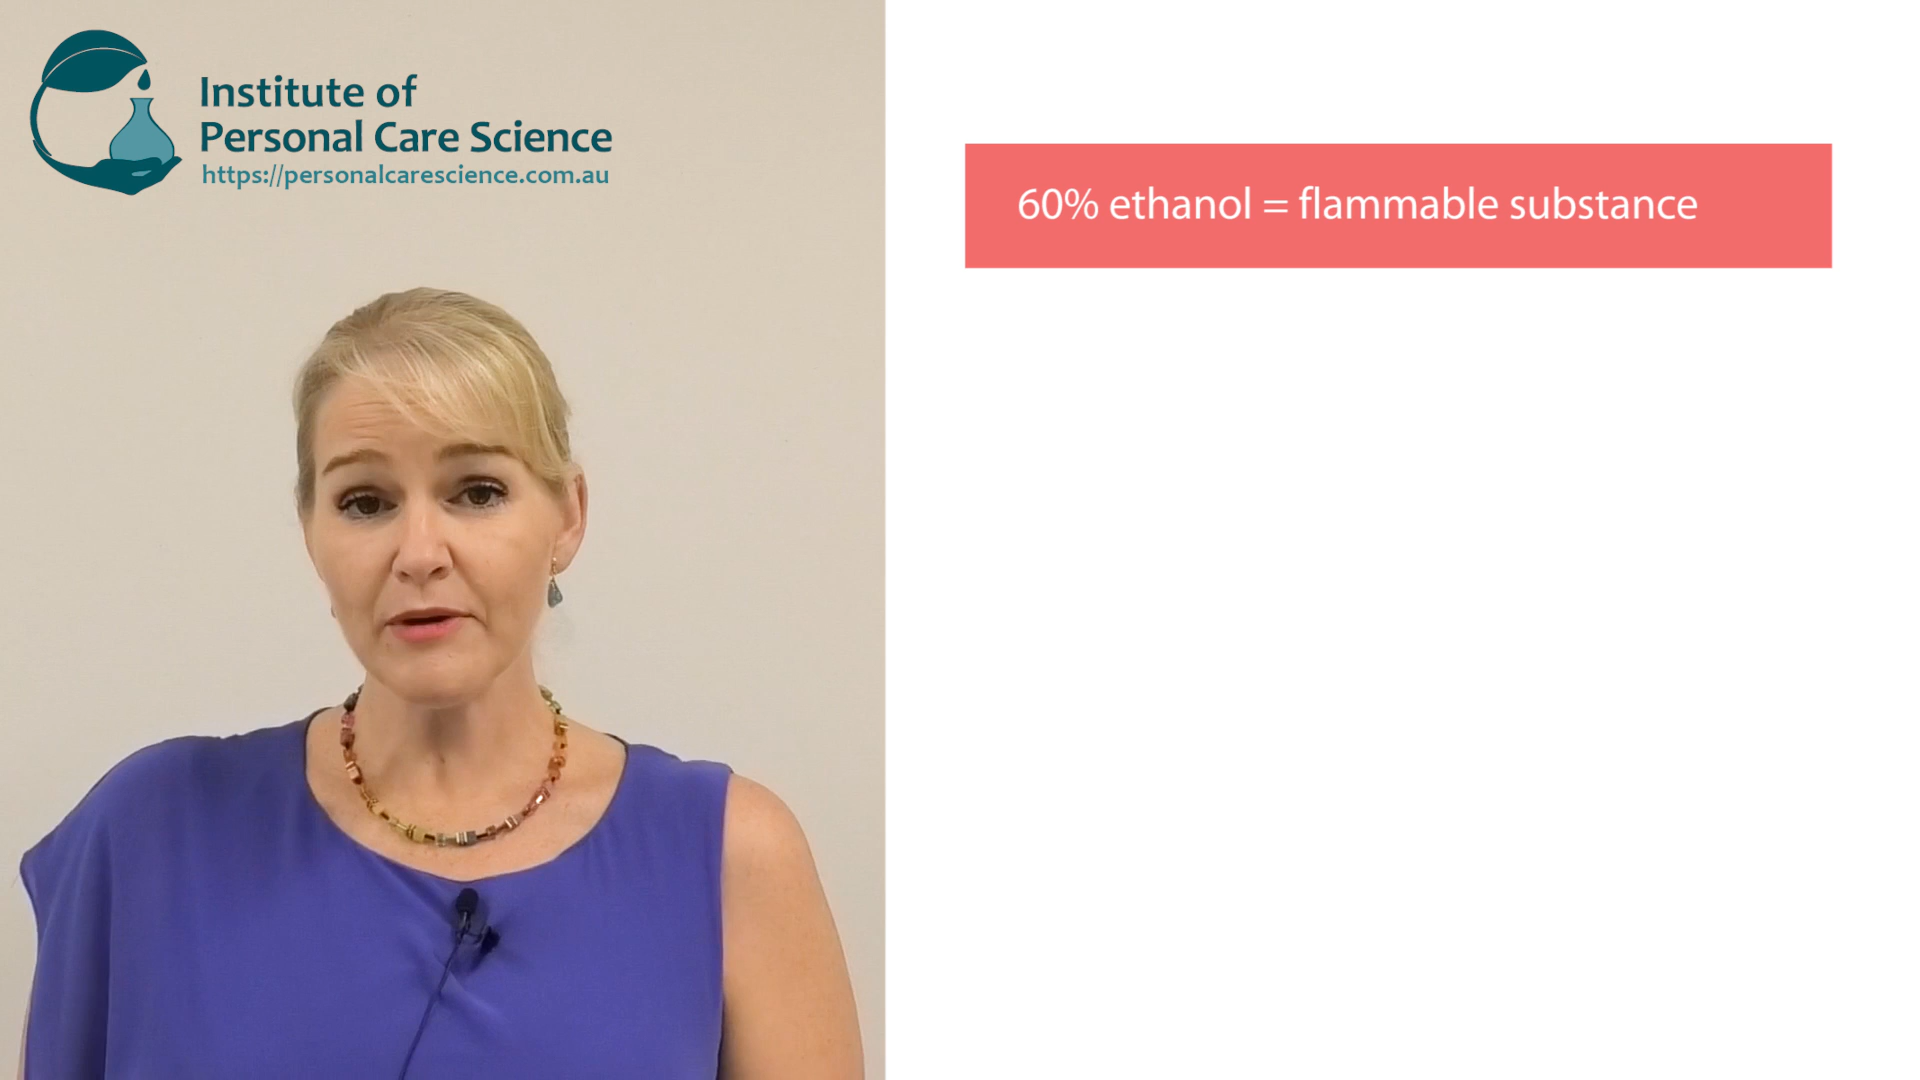 Institute of
Personal Care Science
https://personalcarescience.com.au
60% ethanol = flammable substance